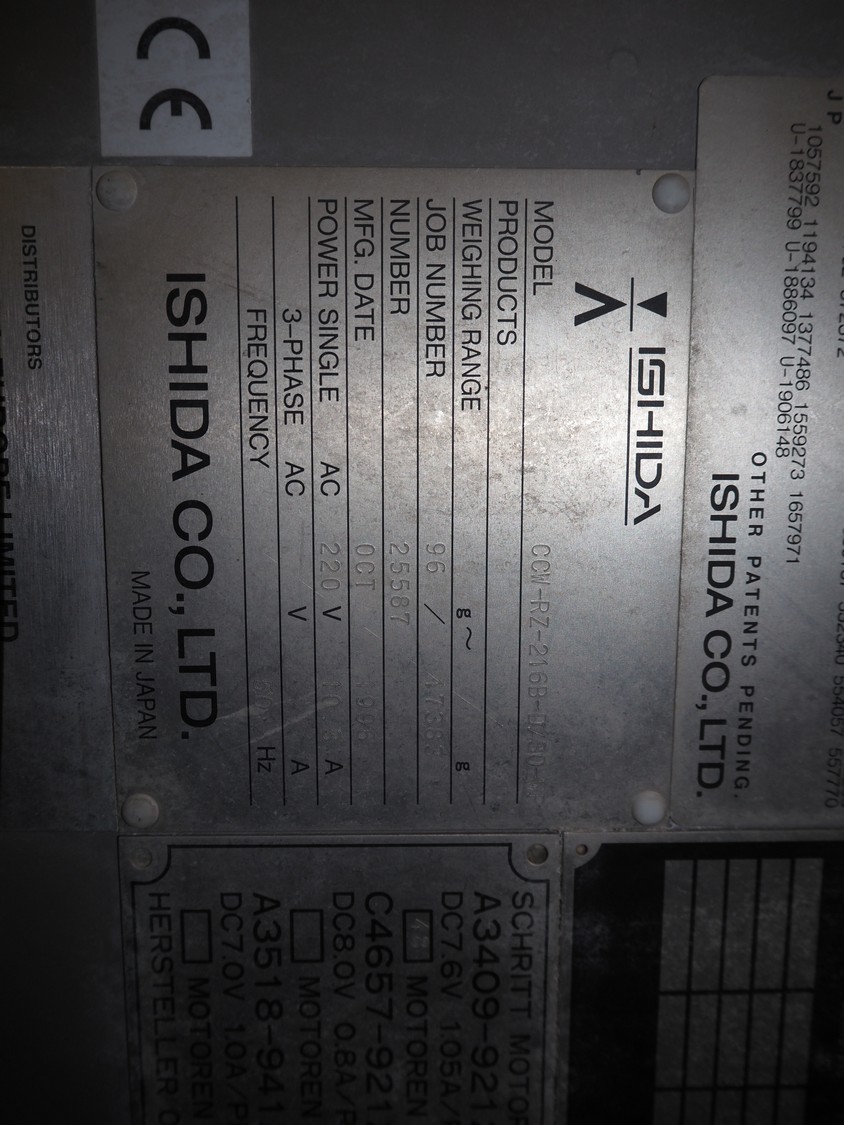 CE
JP
1057592 1194134 1377486 1559273 1657971
U-1837799 U-1886097 U-1906148
OTHER PATENTS PENDING.
ISHIDA CO., LTD.
ISHIDA
MODEL CCW-RZ-216B-D/30-
PRODUCTS
WEIGHING RANGE g ~ g
JOB NUMBER 96 /
NUMBER 25587
MFG. DATE OCT
POWER SINGLE AC 220 V A
3-PHASE AC V A
FREQUENCY Hz
ISHIDA CO., LTD.
MADE IN JAPAN
DISTRIBUTORS
LIMITED
SCHRITT MOTOR
A3409-921
DC7.6V 1.05A/
MOTOREN
C4657-921
DC8.0V 0.8A/
MOTOREN
A3518-941
DC7.0V 1.0A/P
MOTOREN
HERSTELLER